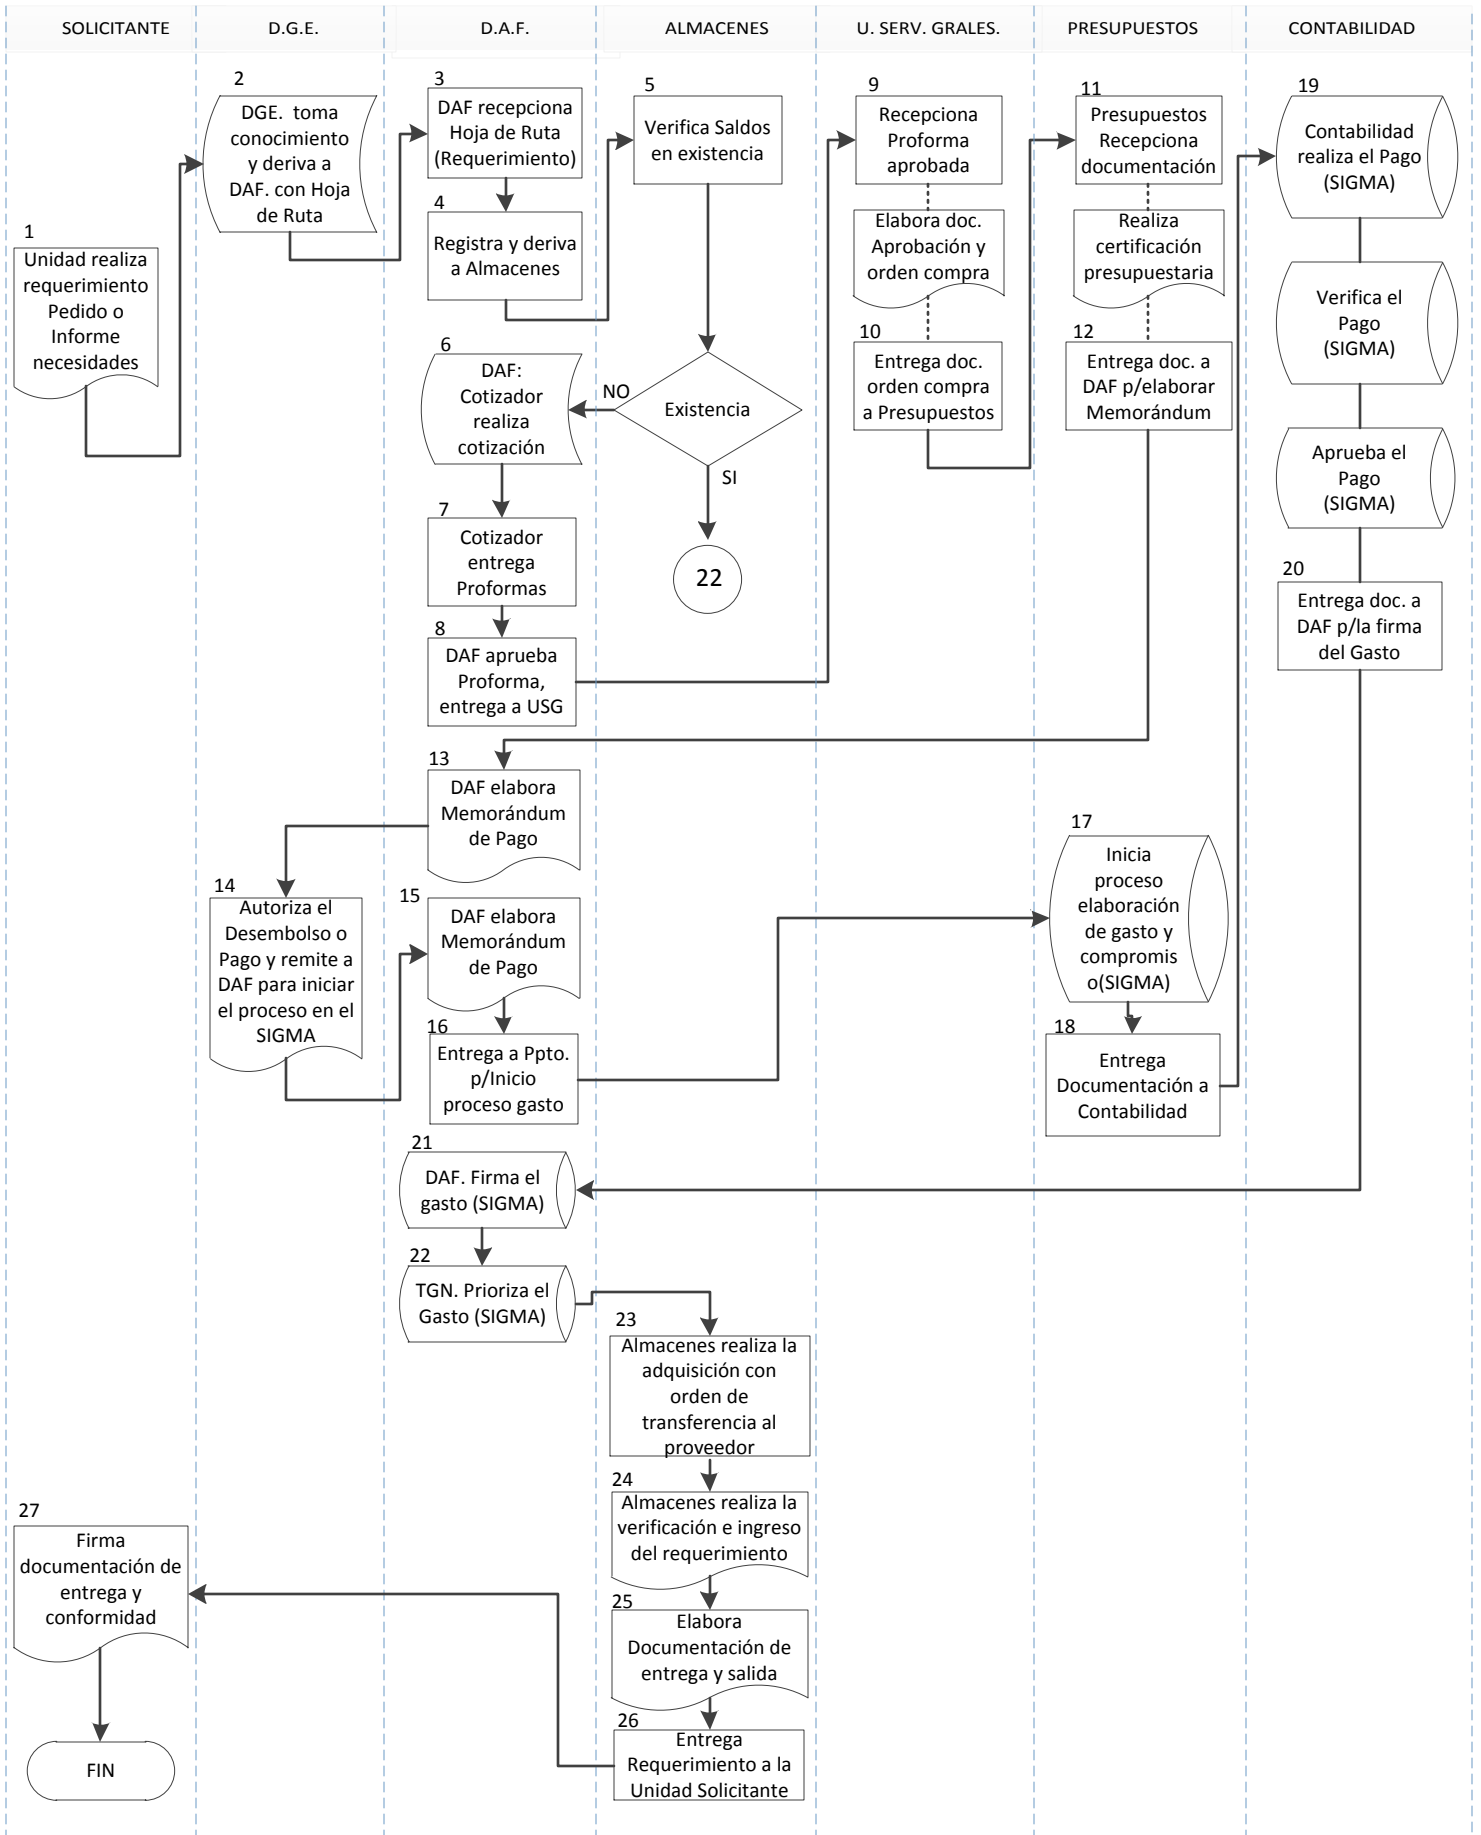 SOLICITANTE
D.G.E.
D.A.F.
ALMACENES
U. SERV. GRALES.
PRESUPUESTOS
CONTABILIDAD
1
Unidad realiza
requerimiento
Pedido o
Informe
necesidades
2
DGE. toma
conocimiento
y deriva a
DAF. con Hoja
de Ruta
3
DAF recepciona
Hoja de Ruta
(Requerimiento)
4
Registra y deriva
a Almacenes
5
Verifica Saldos
en existencia
Existencia
NO
SI
22
6
DAF:
Cotizador
realiza
cotización
7
Cotizador
entrega
Proformas
8
DAF aprueba
Proforma,
entrega a USG
9
Recepciona
Proforma
aprobada
Elabora doc.
Aprobación y
orden compra
10
Entrega doc.
orden compra
a Presupuestos
11
Presupuestos
Recepciona
documentación
Realiza
certificación
presupuestaria
12
Entrega doc. a
DAF p/elaborar
Memorándum
13
DAF elabora
Memorándum
de Pago
14
Autoriza el
Desembolso o
Pago y remite a
DAF para iniciar
el proceso en el
SIGMA
15
DAF elabora
Memorándum
de Pago
16
Entrega a Ppto.
p/Inicio
proceso gasto
17
Inicia
proceso
elaboración
de gasto y
compromis
o(SIGMA)
18
Entrega
Documentación a
Contabilidad
19
Contabilidad
realiza el Pago
(SIGMA)
Verifica el
Pago
(SIGMA)
Aprueba el
Pago
(SIGMA)
20
Entrega doc. a
DAF p/la firma
del Gasto
21
DAF. Firma el
gasto (SIGMA)
22
TGN. Prioriza el
Gasto (SIGMA)
23
Almacenes realiza la
adquisición con
orden de
transferencia al
proveedor
24
Almacenes realiza la
verificación e ingreso
del requerimiento
25
Elabora
Documentación de
entrega y salida
26
Entrega
Requerimiento a la
Unidad Solicitante
27
Firma
documentación de
entrega y
conformidad
FIN